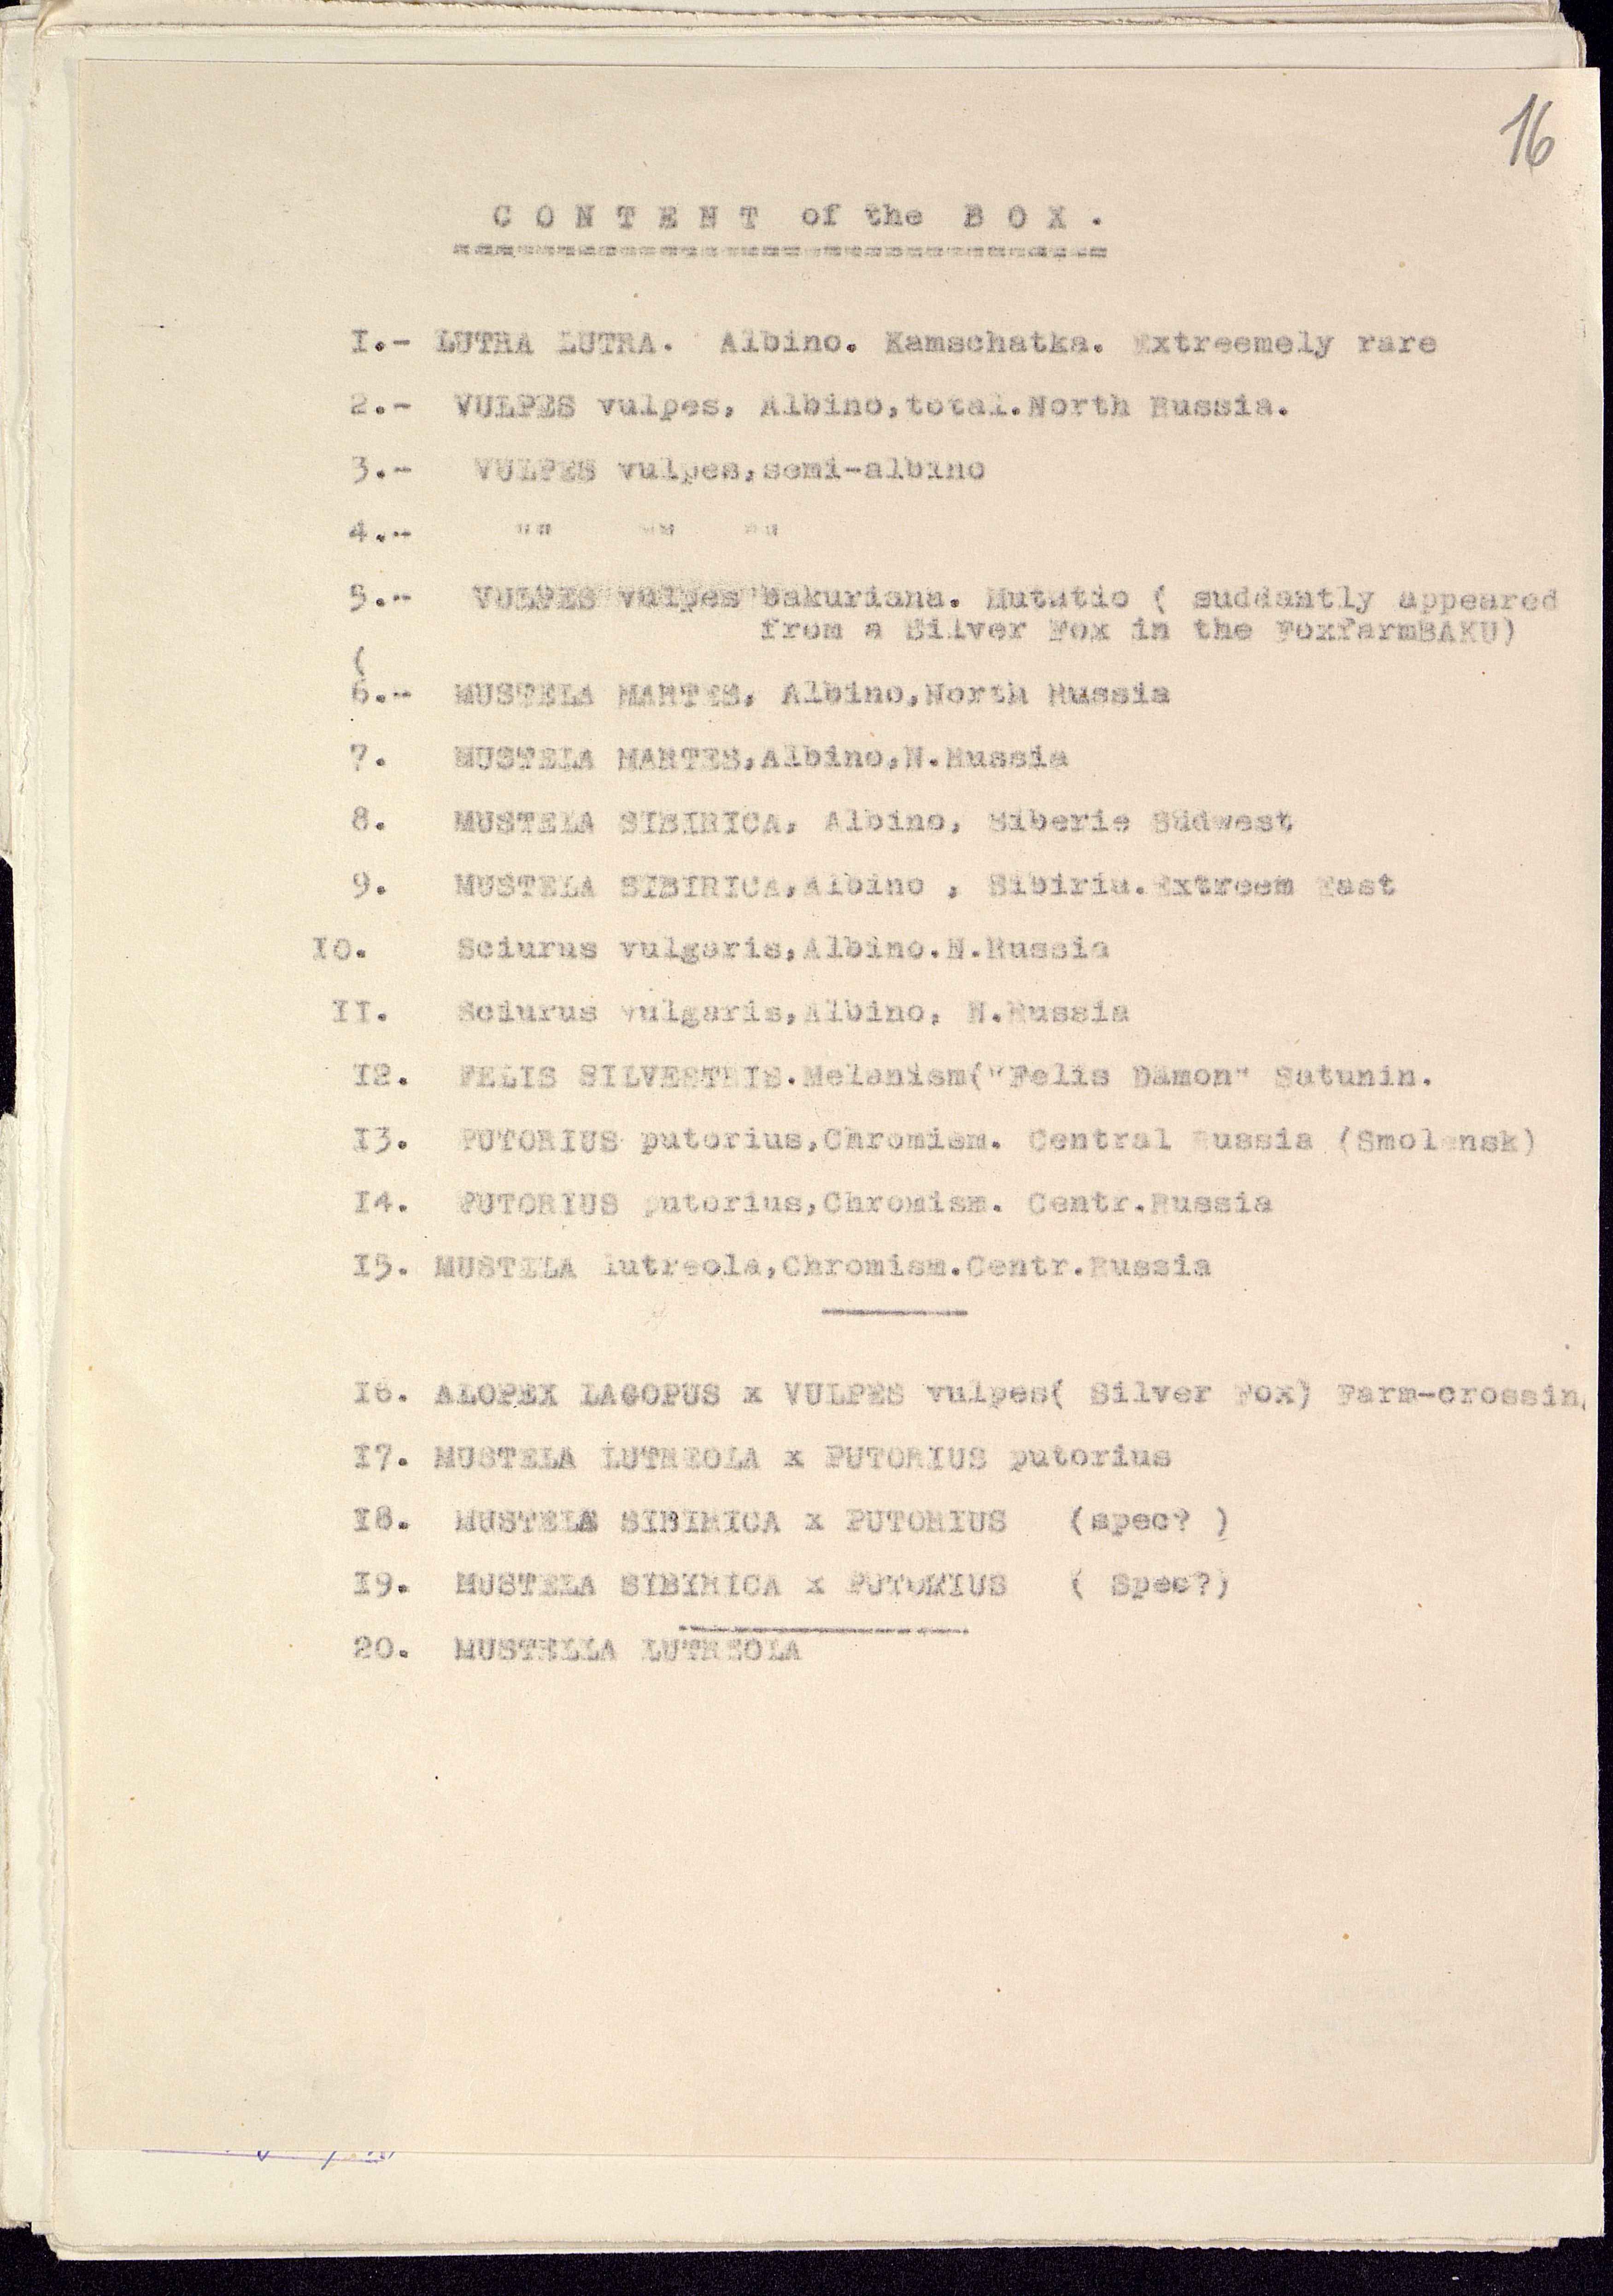 16
C O N T E N T of the B O X .
I.- LUTRA LUTRA. Albino. Kamschatka. Extreemely rare
2.- VULPES vulpes, Albino,total.North Russia.
3.- VULPES vulpes,semi-albino
4.- "" "" ""
5.- VULPES vulpes bakuriana. Mutatio ( suddantly appeared
from a Silver Fox in the FoxfarmBAKU)
(
6.- MUSTELA MARTES, Albino,North Russia
7. MUSTELA MARTES,Albino,N.Russia
8. MUSTELA SIBIRICA, Albino, Siberie Südwest
9. MUSTELA SIBIRICA,Albino , Sibiria.Extreem East
IO. Sciurus vulgaris,Albino.N.Russia
II. Sciurus vulgaris,Albino, N.Russia
I2. FELIS SILVESTRIS.Melanism("Felis Dämon" Satunin.
I3. PUTORIUS putorius,Chromism. Central Russia (Smolensk)
I4. PUTORIUS putorius,Chromism. Centr.Russia
I5. MUSTELA lutreola,Chromism.Centr.Russia
I6. ALOPEX LAGOPUS x VULPES vulpes( Silver Fox) Farm-crossin
I7. MUSTELA LUTREOLA x PUTORIUS putorius
I8. MUSTELA SIBIRICA x PUTORIUS (spec? )
I9. MUSTELA SIBIRICA x PUTORIUS ( Spec?)
20. MUSTELLA LUTREOLA